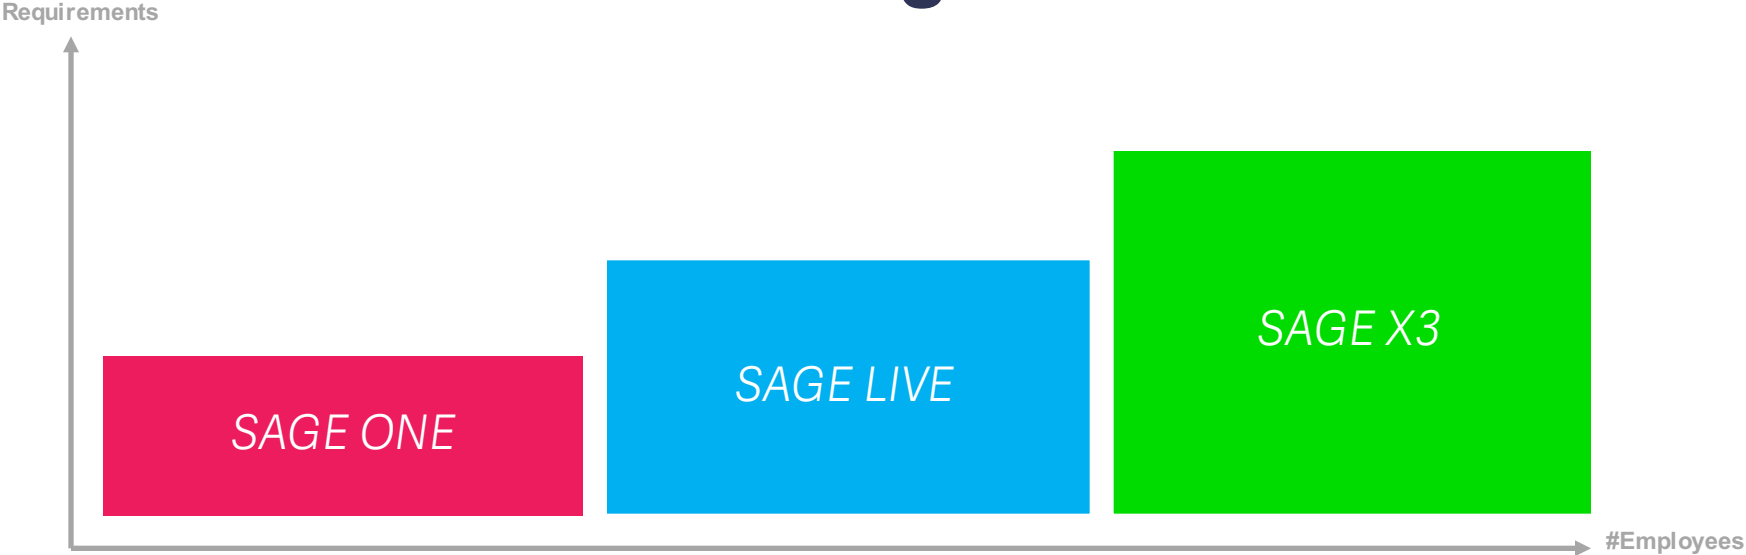 Requirements
SAGE X3
SAGE LIVE
SAGE ONE
#Employees